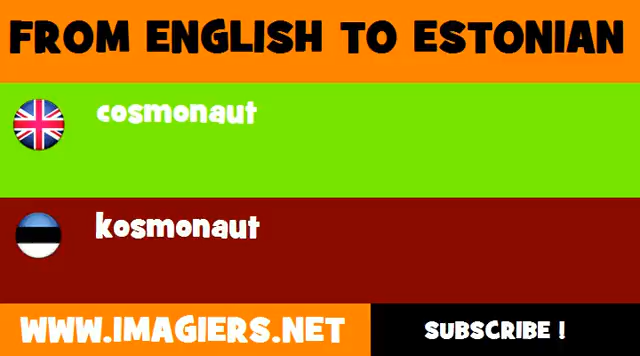 FROM ENGLISH TO ESTONIAN
cosmonaut
kosmonaut
WWW.IMAGIERS.NET
SUBSCRIBE !